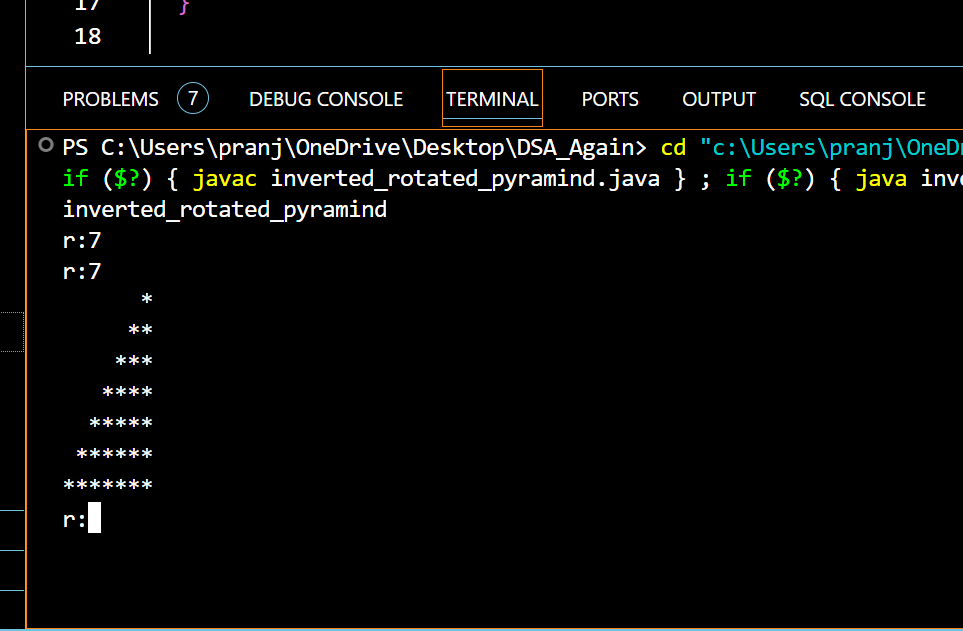 17 }
18
PROBLEMS 7 DEBUG CONSOLE TERMINAL PORTS OUTPUT SQL CONSOLE
PS C:\Users\pranj\OneDrive\Desktop\DSA_Again> cd "c:\Users\pranj\OneD
if ($?) { javac inverted_rotated_pyramind.java } ; if ($?) { java inve
inverted_rotated_pyramind
r:7
r:7
      *
     **
    ***
   ****
  *****
 ******
*******
r: